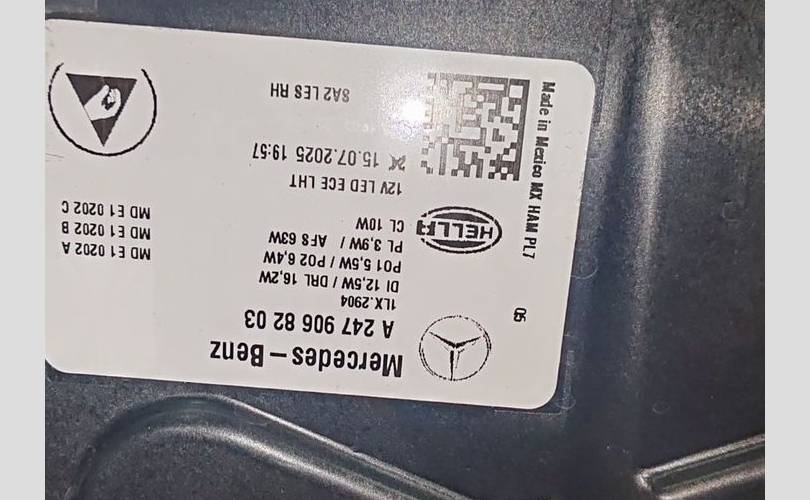 Mercedes-Benz
A 247 906 82 03
1LX.2904
DI 12,5W / DRL 16,2W
PO1 5,5W / PO2 6,4W
PL 3,9W / AFS 63W
CL 10W
12V LED ECE LHT
15.07.2025 19:57
8A2 LES RH
HELLA
MD E1 0202 A
MD E1 0202 B
MD E1 0202 C
Made in Mexico MX HAM PL7
05